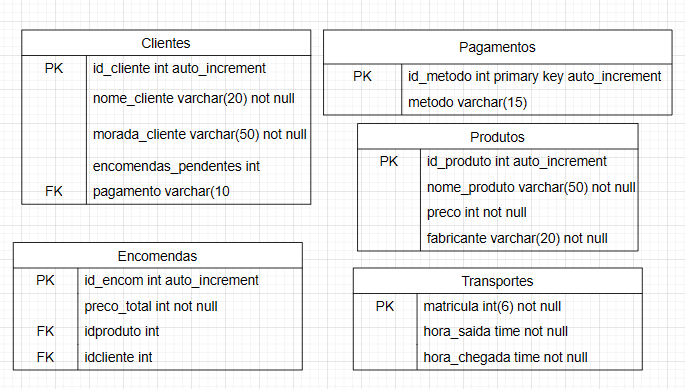 Clientes
PK id_cliente int auto_increment
nome_cliente varchar(20) not null
morada_cliente varchar(50) not null
encomendas_pendentes int
FK pagamento varchar(10
Pagamentos
PK id_metodo int primary key auto_increment
metodo varchar(15)
Produtos
PK id_produto int auto_increment
nome_produto varchar(50) not null
preco int not null
fabricante varchar(20) not null
Encomendas
PK id_encom int auto_increment
preco_total int not null
FK idproduto int
FK idcliente int
Transportes
PK matricula int(6) not null
hora_saida time not null
hora_chegada time not null